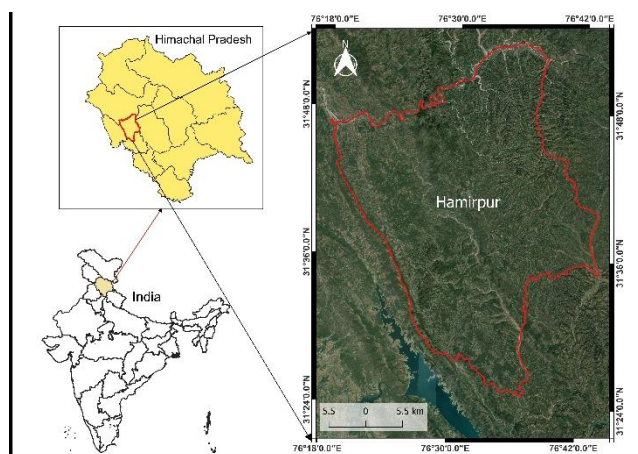 Himachal Pradesh
India
76°18'0.0"E 76°30'0.0"E 76°42'0.0"E
N
31°48'0.0"N 31°48'0.0"N
Hamirpur
31°36'0.0"N 31°36'0.0"N
31°24'0.0"N 31°24'0.0"N
5.5 0 5.5 km
76°18'0.0"E 76°30'0.0"E 76°42'0.0"E